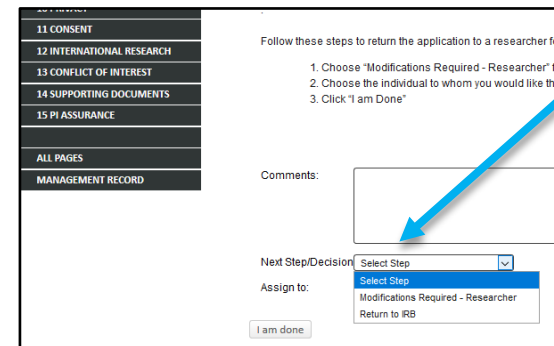 11 CONSENT
12 INTERNATIONAL RESEARCH
13 CONFLICT OF INTEREST
14 SUPPORTING DOCUMENTS
15 PI ASSURANCE
ALL PAGES
MANAGEMENT RECORD
Follow these steps to return the application to a researcher
1. Choose “Modifications Required - Researcher”
2. Choose the individual to whom you would like
3. Click “I am Done”
Comments:
Next Step/Decision Select Step
Select Step
Modifications Required - Researcher
Return to IRB
Assign to:
I am done